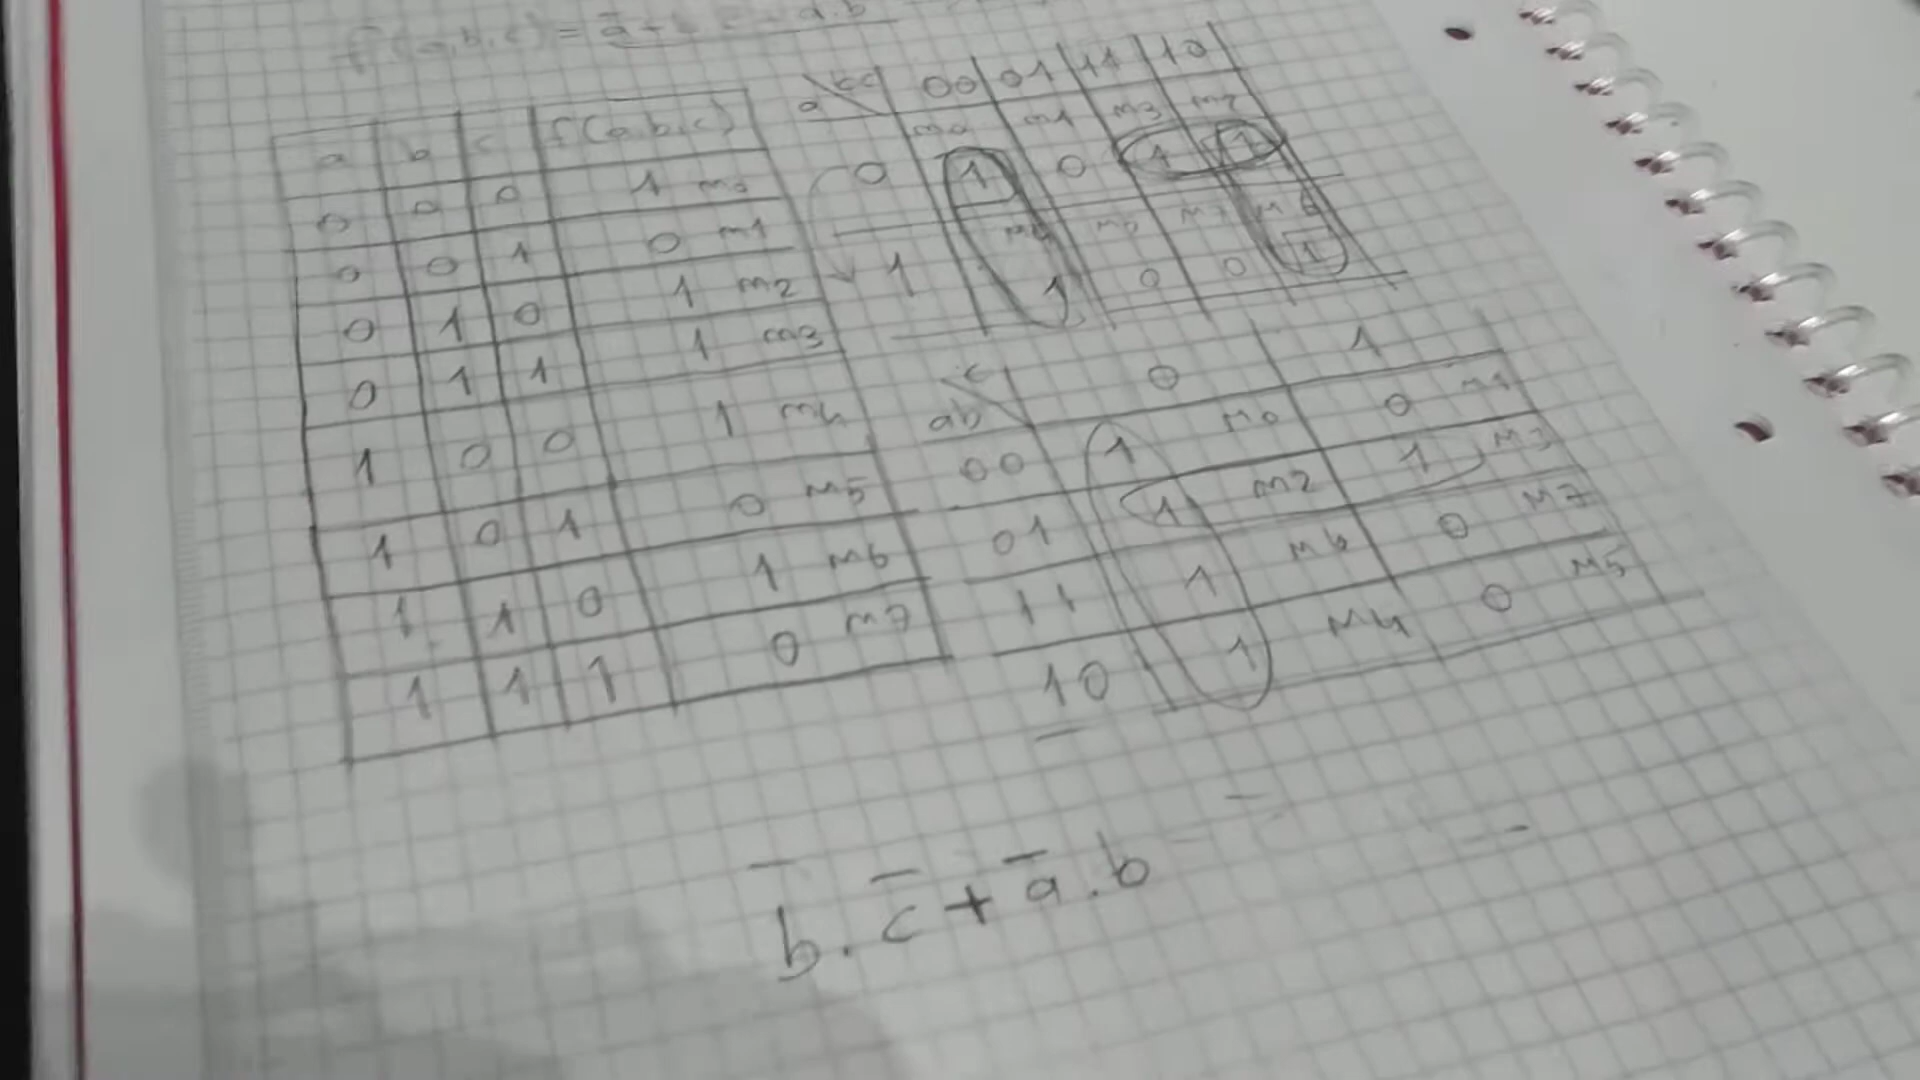 f(a,b,c) =
a b c f(a,b,c)
0 0 0 1 m0
0 0 1 0 m1
0 1 0 1 m2
0 1 1 1 m3
1 0 0 1 m4
1 0 1 0 m5
1 1 0 1 m6
1 1 1 0 m7
a 00 01 11 10
m0 m1 m3 m2
0 1 0 1 1
m4 m5 m7 m6
1 1 0 0 1
c 0 1
ab
00 1 m0 0 m1
01 1 m2 1 m3
11 1 m6 0 m7
10 1 m4 0 m5
b̅.c̅+a̅.b